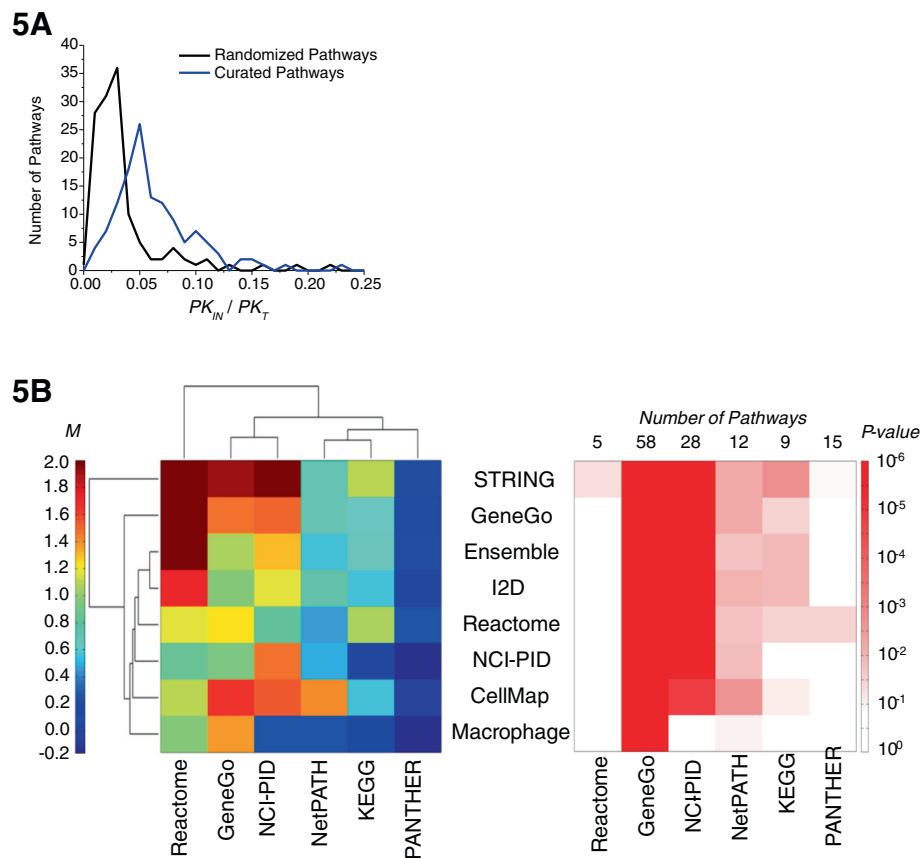 5A
40
35
30
25
20
15
10
5
0
Number of Pathways
Randomized Pathways
Curated Pathways
0.00 0.05 0.10 0.15 0.20 0.25
PK_IN / PK_T
5B
M
2.0
1.8
1.6
1.4
1.2
1.0
0.8
0.6
0.4
0.2
0.0
-0.2
Reactome
GeneGo
NCI-PID
NetPATH
KEGG
PANTHER
STRING
GeneGo
Ensemble
I2D
Reactome
NCI-PID
CellMap
Macrophage
Number of Pathways
5 58 28 12 9 15
P-value
10-6
10-5
10-4
10-3
10-2
10-1
100
Reactome
GeneGo
NCI-PID
NetPATH
KEGG
PANTHER